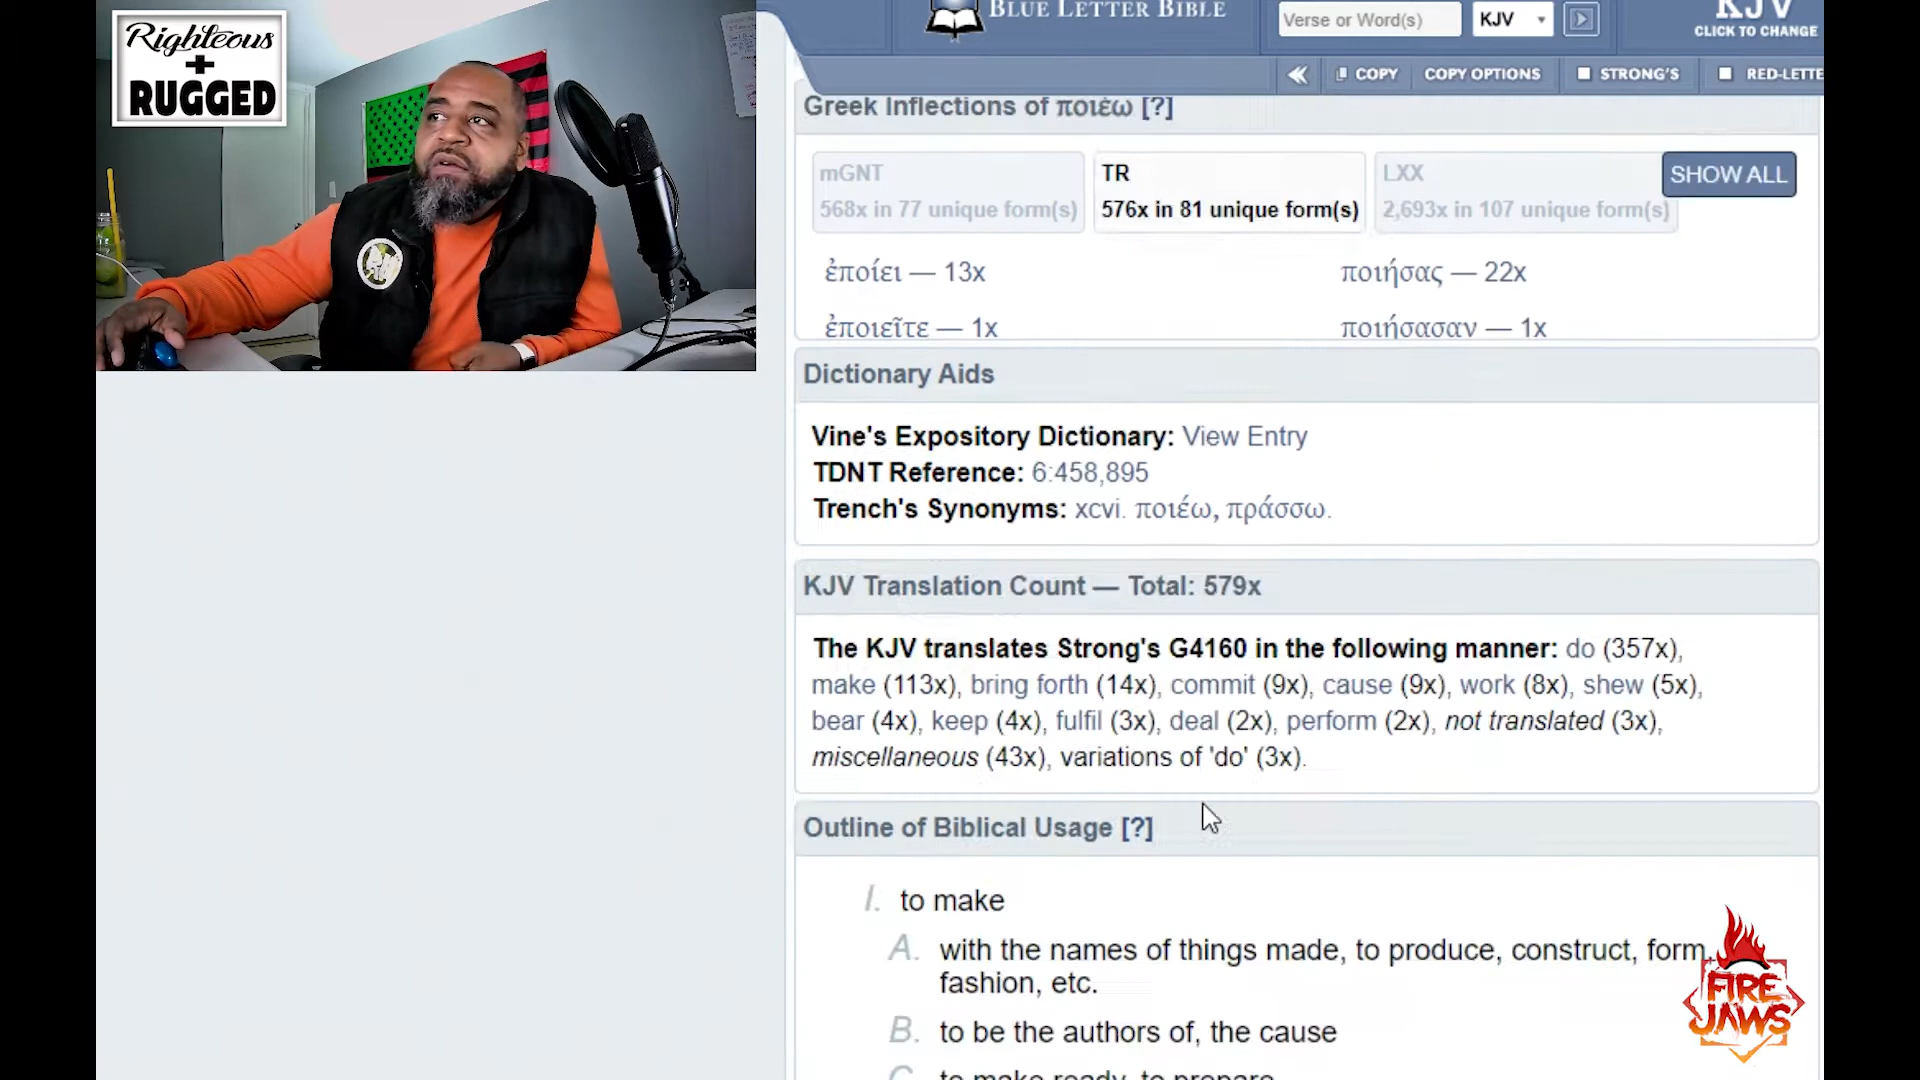 Righteous
+
RUGGED
BLUE LETTER BIBLE
Verse or Word(s)
KJV
KJV
CLICK TO CHANGE
COPY
COPY OPTIONS
STRONG'S
RED-LETTE
Greek Inflections of ποιέω [?]
mGNT
568x in 77 unique form(s)
TR
576x in 81 unique form(s)
LXX
2,693x in 107 unique form(s)
SHOW ALL
ἐποίει — 13x
ποιήσας — 22x
ἐποιεῖτε — 1x
ποιήσασαν — 1x
Dictionary Aids
Vine's Expository Dictionary: View Entry
TDNT Reference: 6:458,895
Trench's Synonyms: xcvi. ποιέω, πράσσω.
KJV Translation Count — Total: 579x
The KJV translates Strong's G4160 in the following manner: do (357x),
make (113x), bring forth (14x), commit (9x), cause (9x), work (8x), shew (5x),
bear (4x), keep (4x), fulfil (3x), deal (2x), perform (2x), not translated (3x),
miscellaneous (43x), variations of 'do' (3x).
Outline of Biblical Usage [?]
I. to make
A. with the names of things made, to produce, construct, form,
fashion, etc.
B. to be the authors of, the cause
C. to make ready, to prepare
FIRE
JAWS